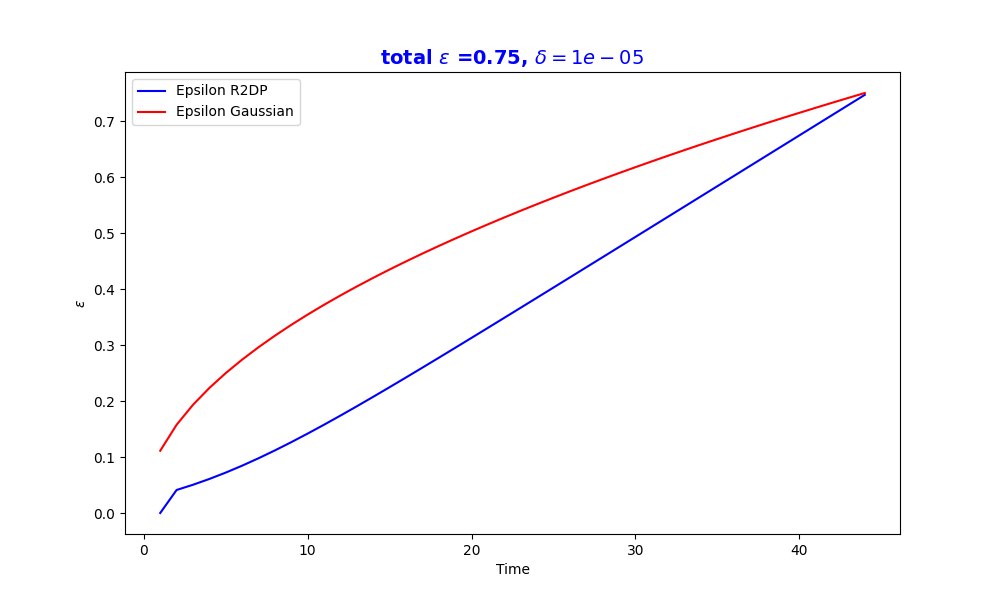 total ε =0.75, δ = 1e − 05
Epsilon R2DP
Epsilon Gaussian
0.7
0.6
0.5
0.4
0.3
0.2
0.1
0.0
ε
0 10 20 30 40
Time